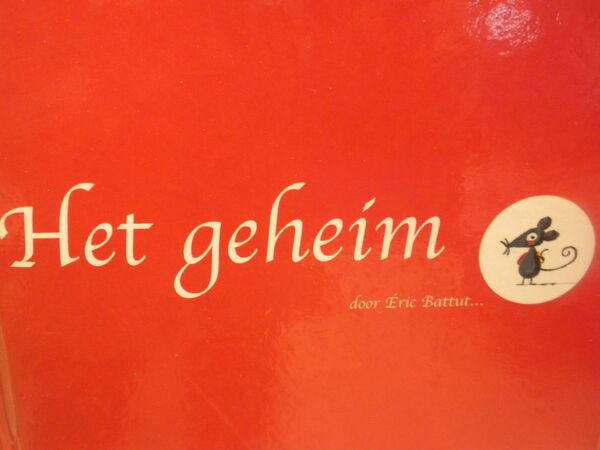 Het geheim
door Éric Battut...